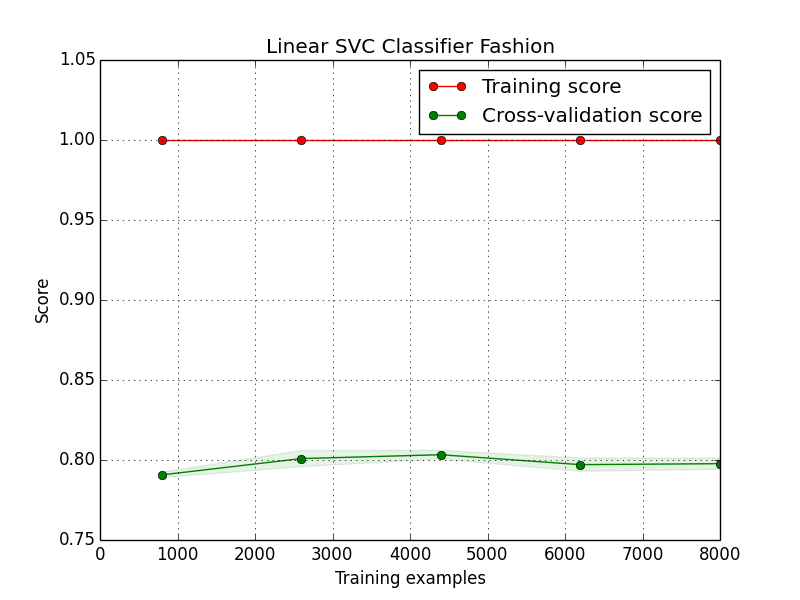 Linear SVC Classifier Fashion
1.05
Training score
Cross-validation score
1.00
0.95
0.90
Score
0.85
0.80
0.75
0 1000 2000 3000 4000 5000 6000 7000 8000
Training examples